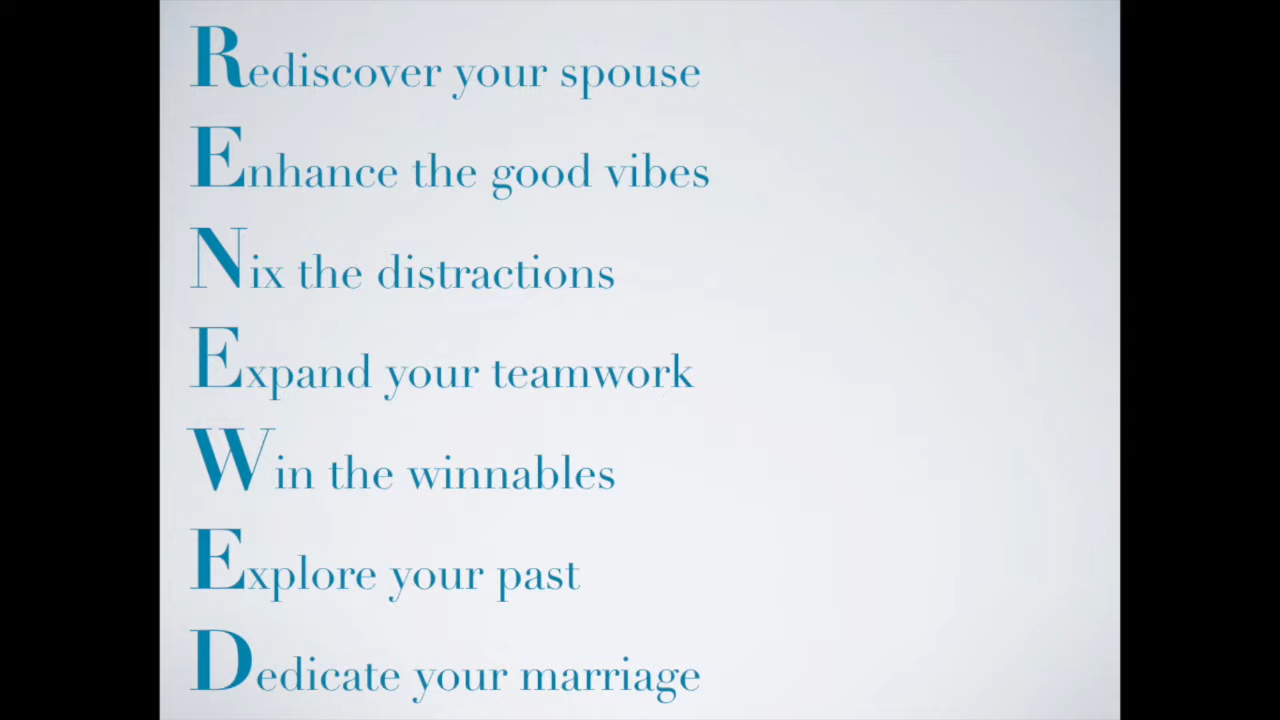 Rediscover your spouse
Enhance the good vibes
Nix the distractions
Expand your teamwork
Win the winnables
Explore your past
Dedicate your marriage